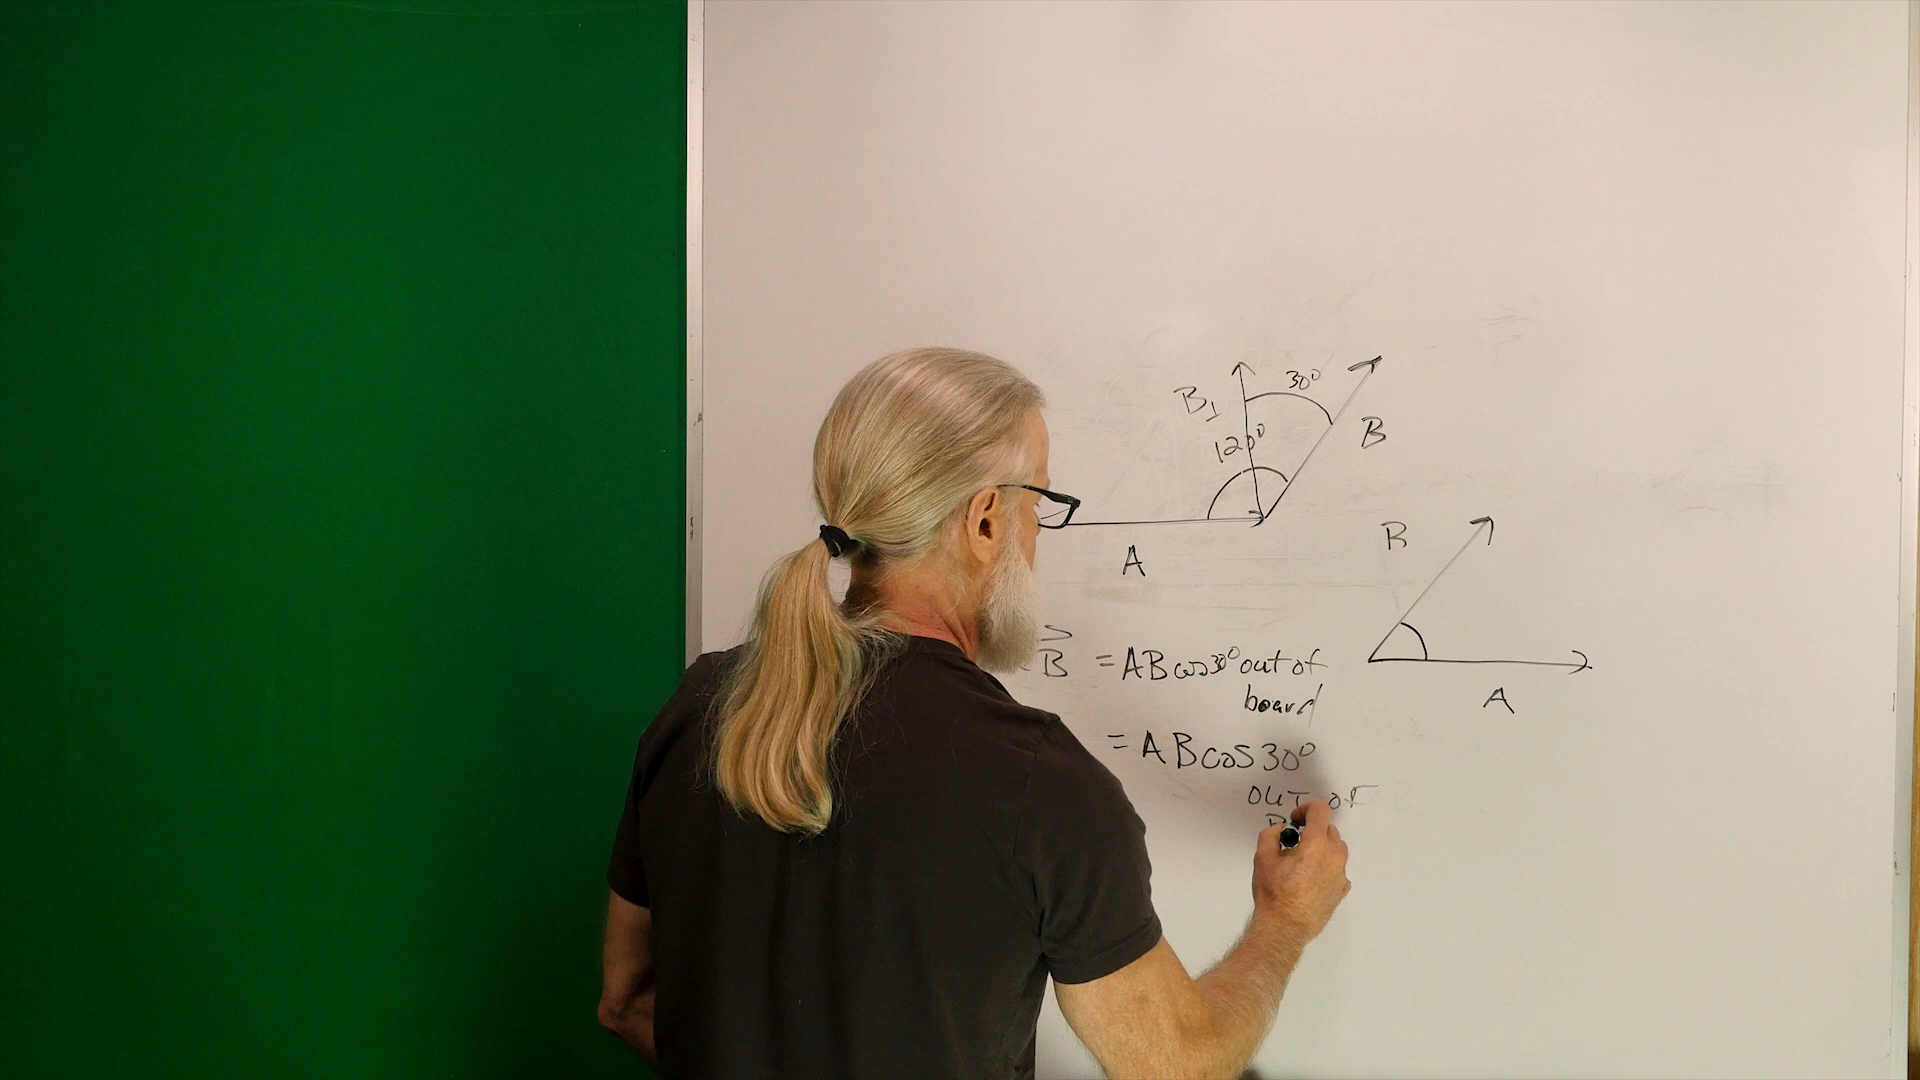 30°
B⊥
B
120°
A
B
B = AB cos 30° out of
board
A
= AB cos 30°
OUT OF